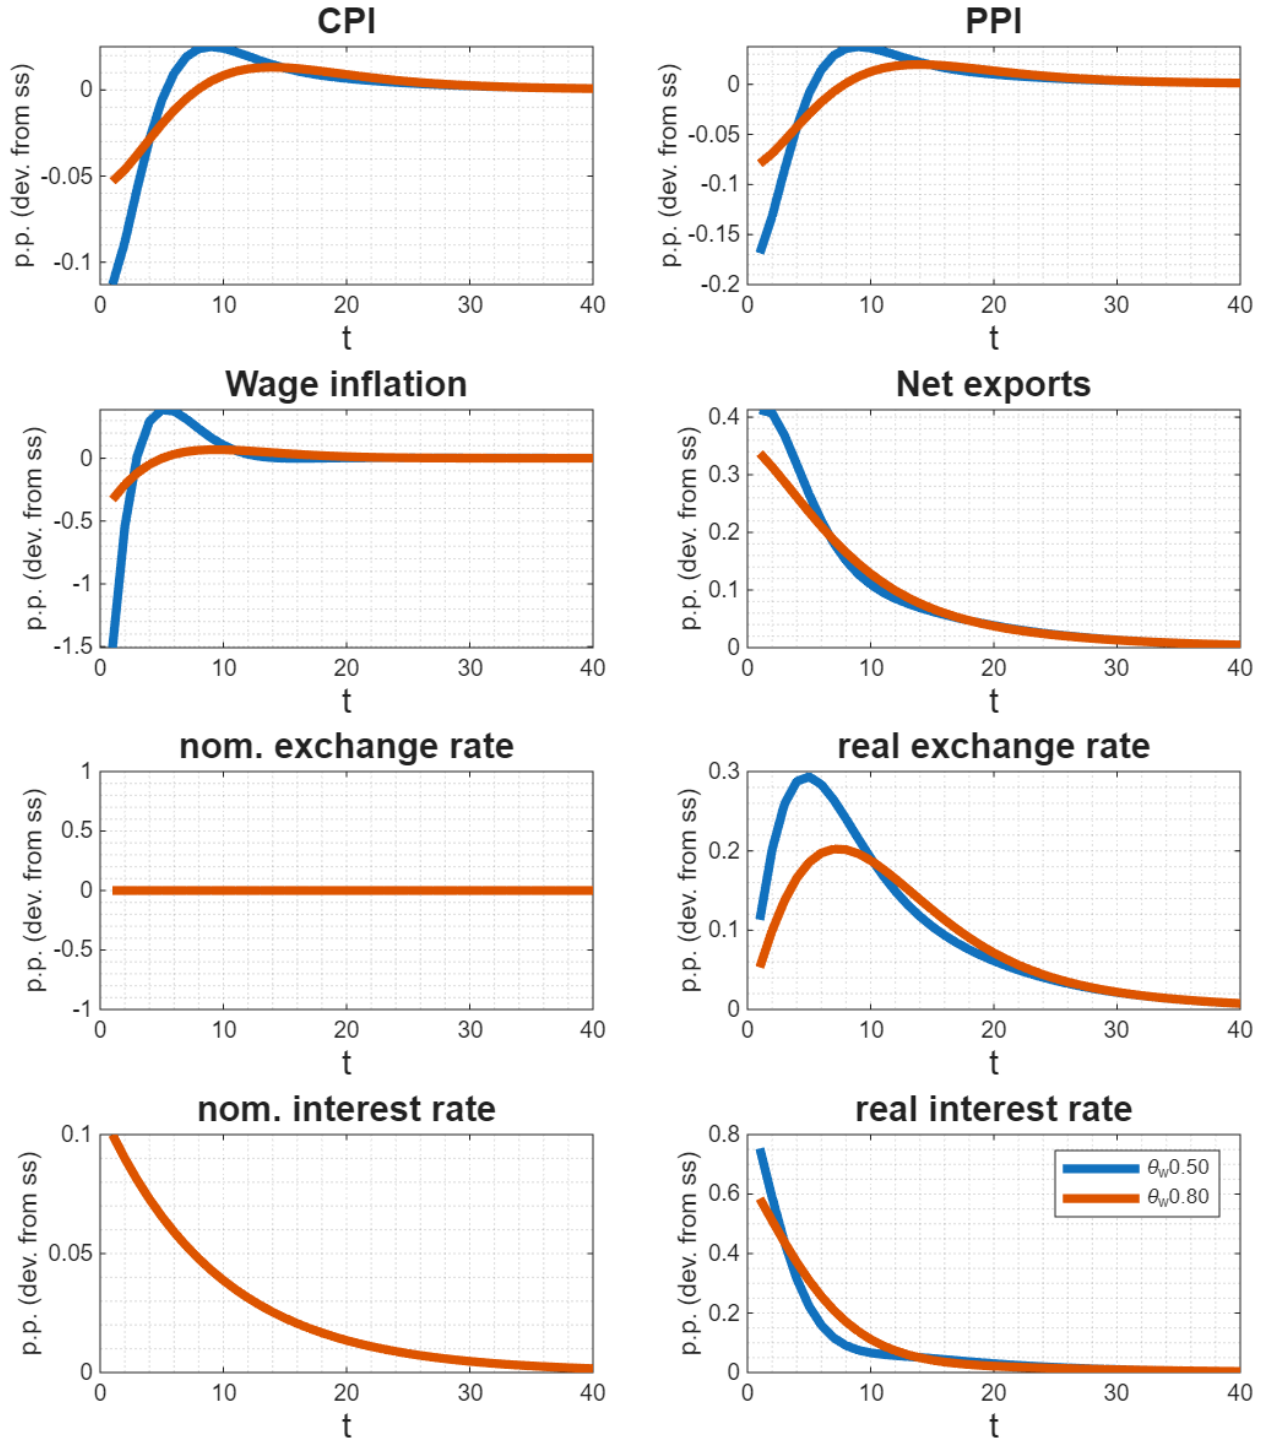 CPI
p.p. (dev. from ss)
0
-0.05
-0.1
0 10 20 30 40
t
PPI
p.p. (dev. from ss)
0
-0.05
-0.1
-0.15
-0.2
0 10 20 30 40
t
Wage inflation
p.p. (dev. from ss)
0
-0.5
-1
-1.5
0 10 20 30 40
t
Net exports
p.p. (dev. from ss)
0.4
0.3
0.2
0.1
0
0 10 20 30 40
t
nom. exchange rate
p.p. (dev. from ss)
1
0.5
0
-0.5
-1
0 10 20 30 40
t
real exchange rate
p.p. (dev. from ss)
0.3
0.2
0.1
0
0 10 20 30 40
t
nom. interest rate
p.p. (dev. from ss)
0.1
0.05
0
0 10 20 30 40
t
real interest rate
p.p. (dev. from ss)
0.8
0.6
0.4
0.2
0
θw0.50
θw0.80
0 10 20 30 40
t